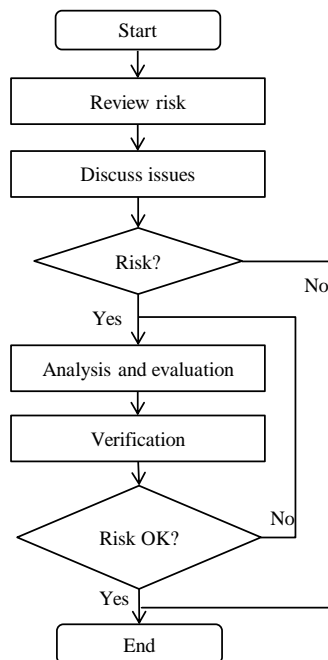 Start
Review risk
Discuss issues
Risk?
No
Yes
Analysis and evaluation
Verification
No
Risk OK?
Yes
End